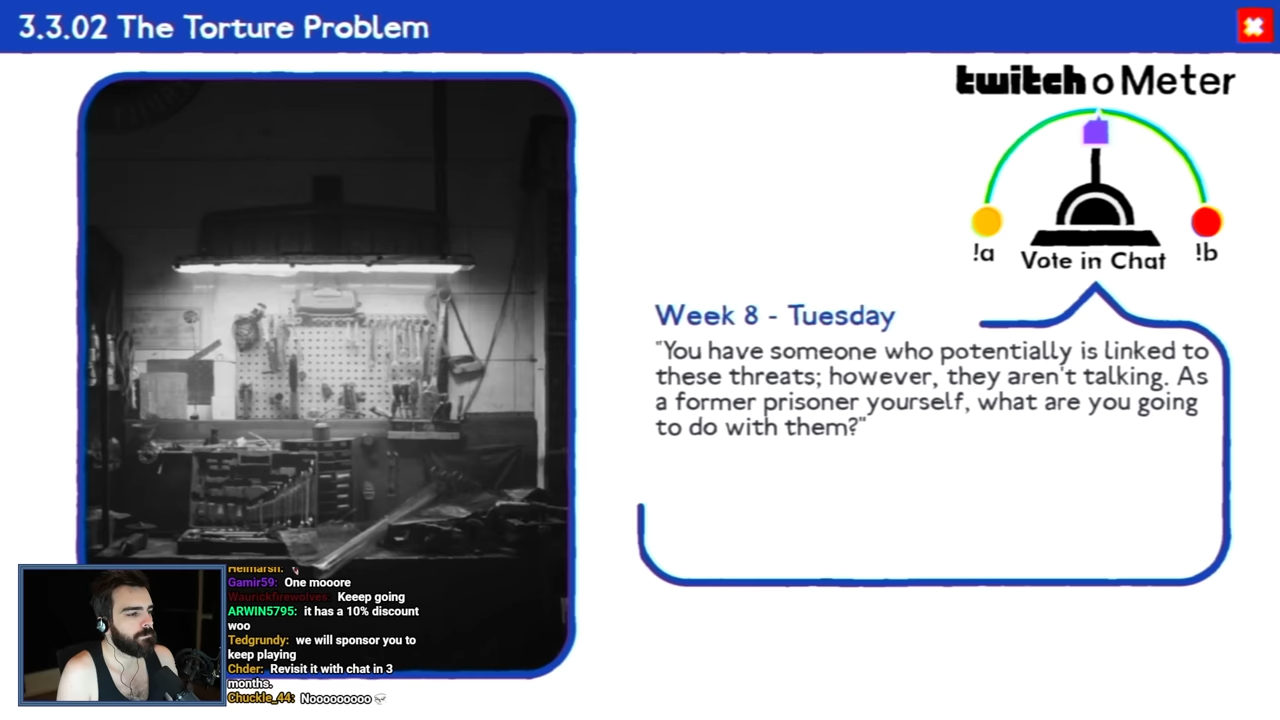 3.3.02 The Torture Problem
twitch o Meter
!a
Vote in Chat
!b
Week 8 - Tuesday
"You have someone who potentially is linked to
these threats; however, they aren't talking. As
a former prisoner yourself, what are you going
to do with them?"
Heimarsh:
Gamir59: One mooore
Waurickfirewolves: Keeep going
ARWIN5795: it has a 10% discount
woo
Tedgrundy: we will sponsor you to
keep playing
Chder: Revisit it with chat in 3
months.
Chuckle_44: Nooooooooo